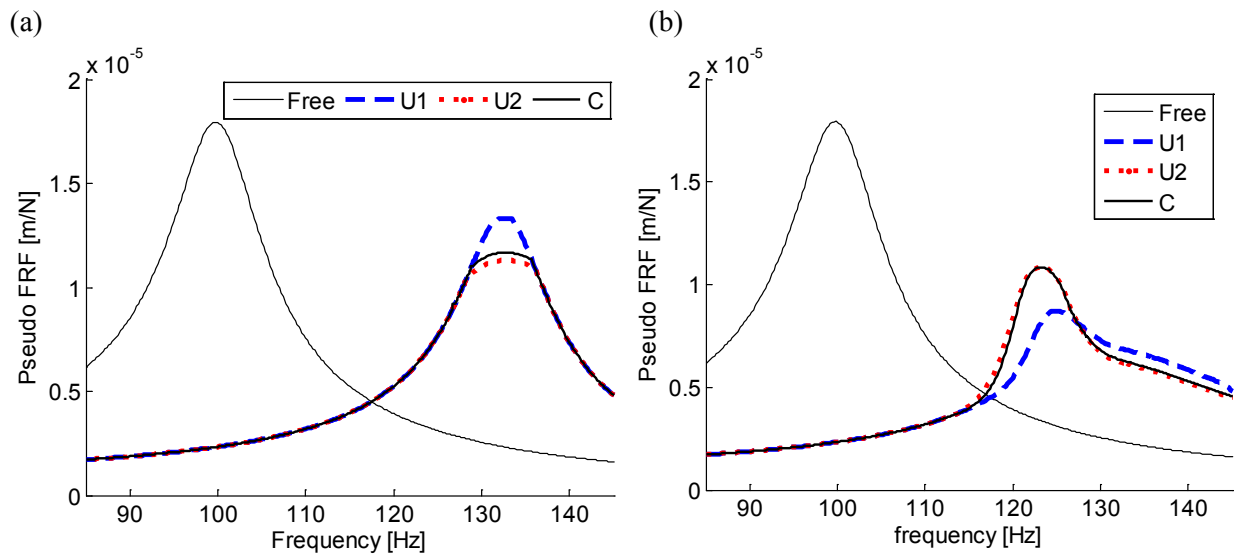 (a)
x 10⁻⁵
Free U1 U2 C
2
1.5
1
0.5
0
Pseudo FRF [m/N]
90 100 110 120 130 140
Frequency [Hz]
(b)
x 10⁻⁵
Free
U1
U2
C
2
1.5
1
0.5
0
Pseudo FRF [m/N]
90 100 110 120 130 140
frequency [Hz]